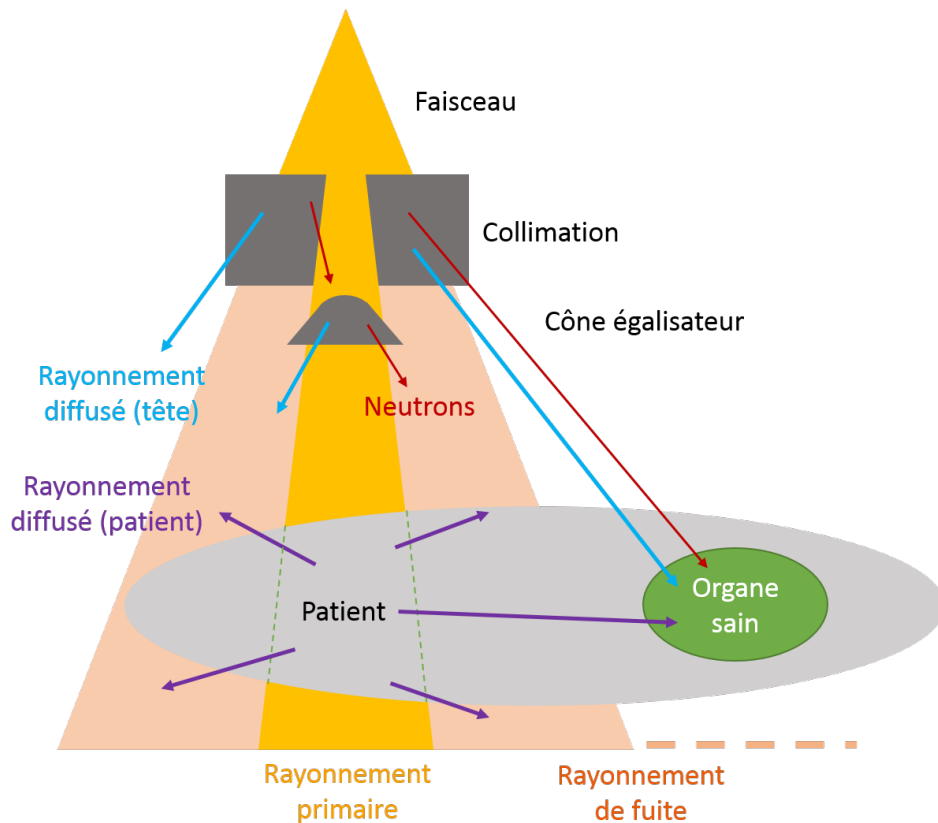 Faisceau
Collimation
Cône égalisateur
Rayonnement
diffusé (tête)
Neutrons
Rayonnement
diffusé (patient)
Patient
Organe
sain
Rayonnement
primaire
Rayonnement
de fuite